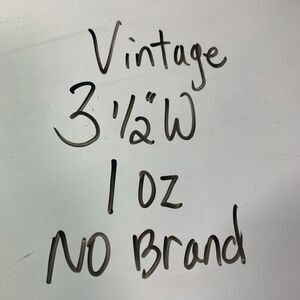 Vintage
3 1/2" W
1 oz
No Brand